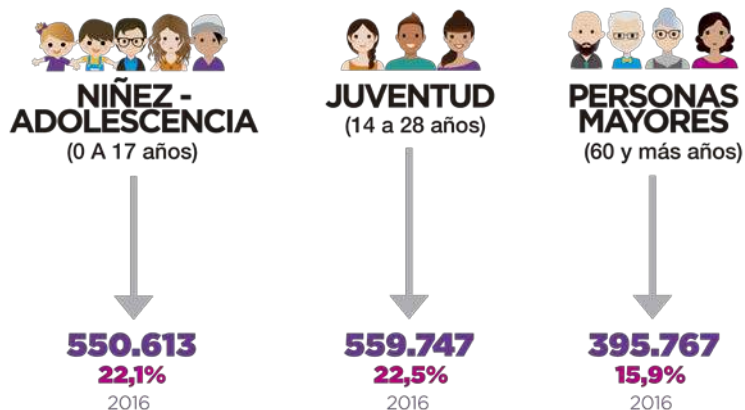 NIÑEZ -
ADOLESCENCIA
(0 A 17 años)
550.613
22,1%
2016
JUVENTUD
(14 a 28 años)
559.747
22,5%
2016
PERSONAS
MAYORES
(60 y más años)
395.767
15,9%
2016